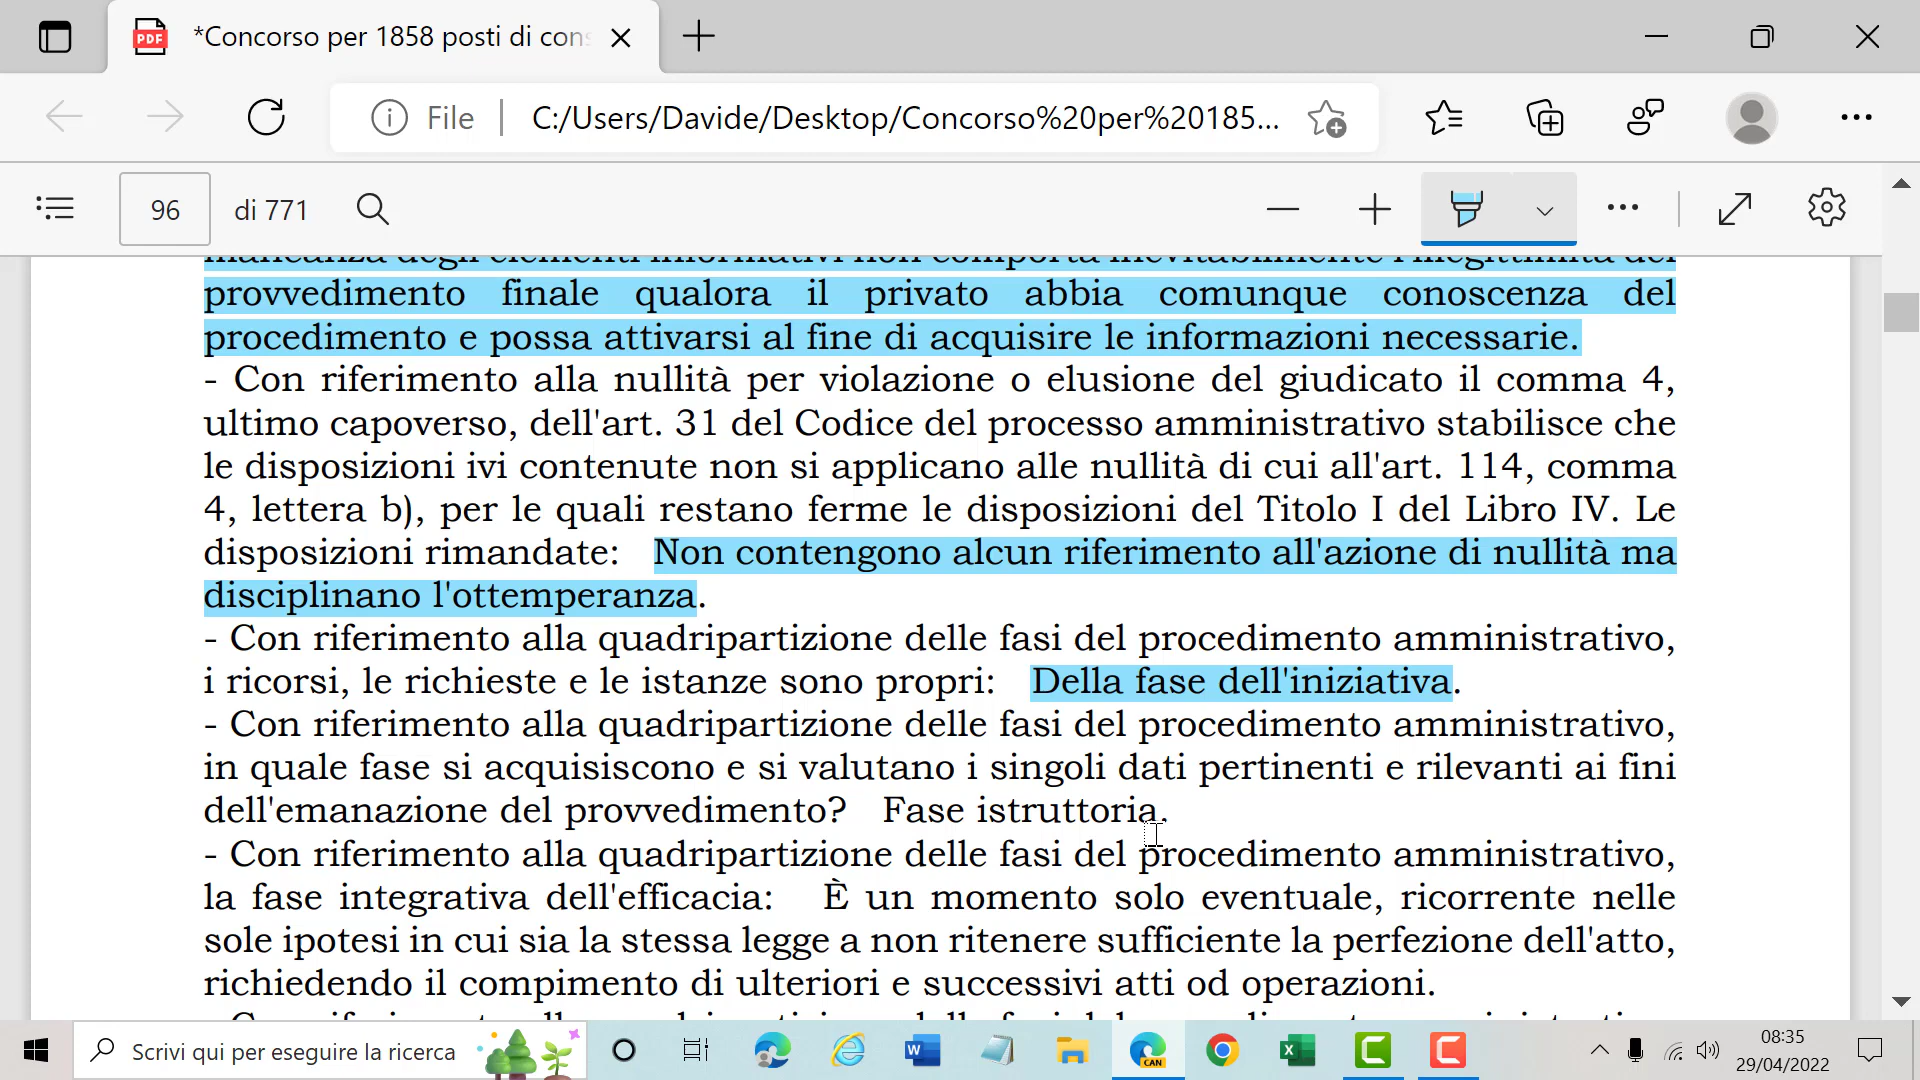 *Concorso per 1858 posti di con
File
C:/Users/Davide/Desktop/Concorso%20per%20185...
96 di 771
mancanza degli elementi informativi non comporta inevitabilmente l'illegittimità del
provvedimento finale qualora il privato abbia comunque conoscenza del
procedimento e possa attivarsi al fine di acquisire le informazioni necessarie.
- Con riferimento alla nullità per violazione o elusione del giudicato il comma 4,
ultimo capoverso, dell'art. 31 del Codice del processo amministrativo stabilisce che
le disposizioni ivi contenute non si applicano alle nullità di cui all'art. 114, comma
4, lettera b), per le quali restano ferme le disposizioni del Titolo I del Libro IV. Le
disposizioni rimandate: Non contengono alcun riferimento all'azione di nullità ma
disciplinano l'ottemperanza.
- Con riferimento alla quadripartizione delle fasi del procedimento amministrativo,
i ricorsi, le richieste e le istanze sono propri: Della fase dell'iniziativa.
- Con riferimento alla quadripartizione delle fasi del procedimento amministrativo,
in quale fase si acquisiscono e si valutano i singoli dati pertinenti e rilevanti ai fini
dell'emanazione del provvedimento? Fase istruttoria.
- Con riferimento alla quadripartizione delle fasi del procedimento amministrativo,
la fase integrativa dell'efficacia: È un momento solo eventuale, ricorrente nelle
sole ipotesi in cui sia la stessa legge a non ritenere sufficiente la perfezione dell'atto,
richiedendo il compimento di ulteriori e successivi atti od operazioni.
Scrivi qui per eseguire la ricerca
CAN
08:35
29/04/2022